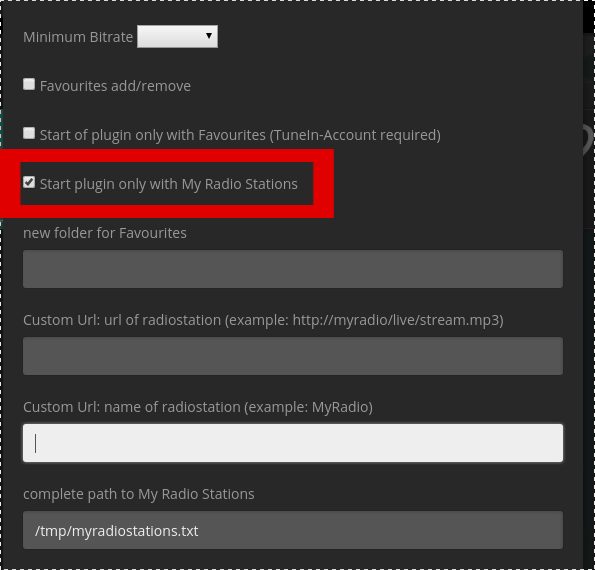 Minimum Bitrate
Favourites add/remove
Start of plugin only with Favourites (TuneIn-Account required)
Start plugin only with My Radio Stations
new folder for Favourites
Custom Url: url of radiostation (example: http://myradio/live/stream.mp3)
Custom Url: name of radiostation (example: MyRadio)
complete path to My Radio Stations
/tmp/myradiostations.txt